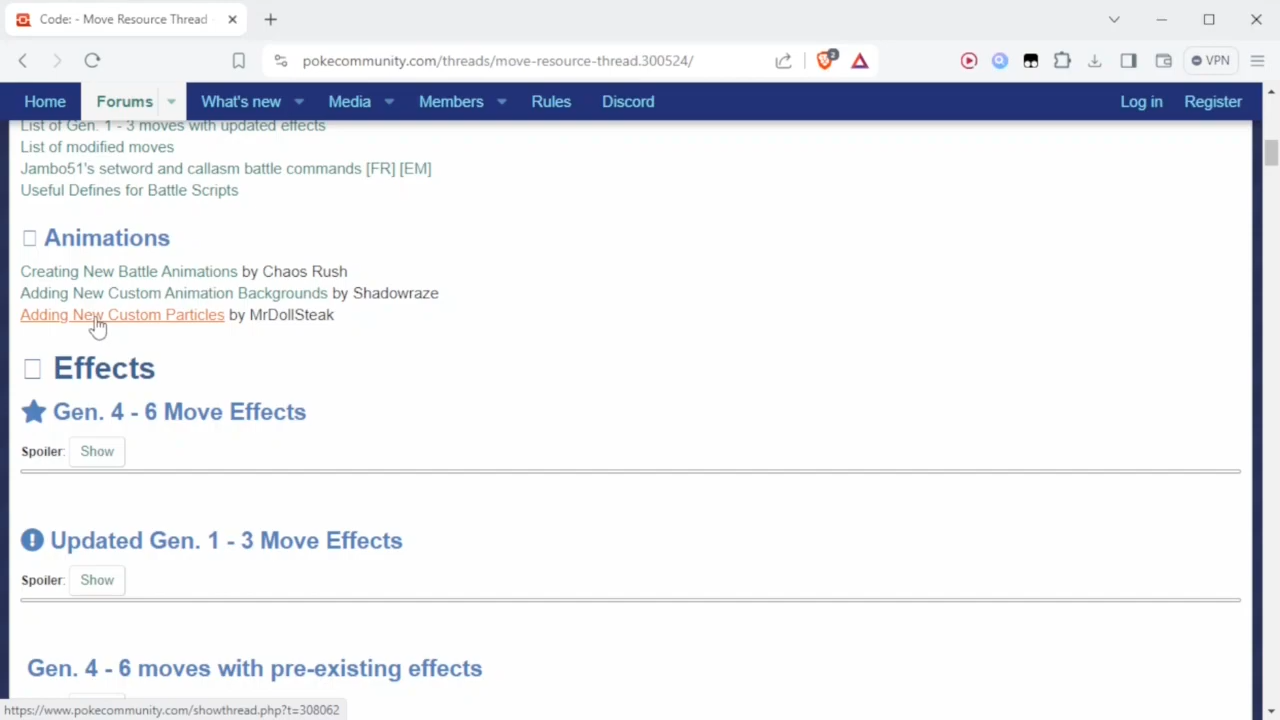 Code: - Move Resource Thread
pokecommunity.com/threads/move-resource-thread.300524/
2
VPN
Home Forums What's new Media Members Rules Discord Log in Register
List of Gen. 1 - 3 moves with updated effects
List of modified moves
Jambo51's setword and callasm battle commands [FR] [EM]
Useful Defines for Battle Scripts
Animations
Creating New Battle Animations by Chaos Rush
Adding New Custom Animation Backgrounds by Shadowraze
Adding New Custom Particles by MrDollSteak
Effects
Gen. 4 - 6 Move Effects
Spoiler: Show
Updated Gen. 1 - 3 Move Effects
Spoiler: Show
Gen. 4 - 6 moves with pre-existing effects
https://www.pokecommunity.com/showthread.php?t=308062